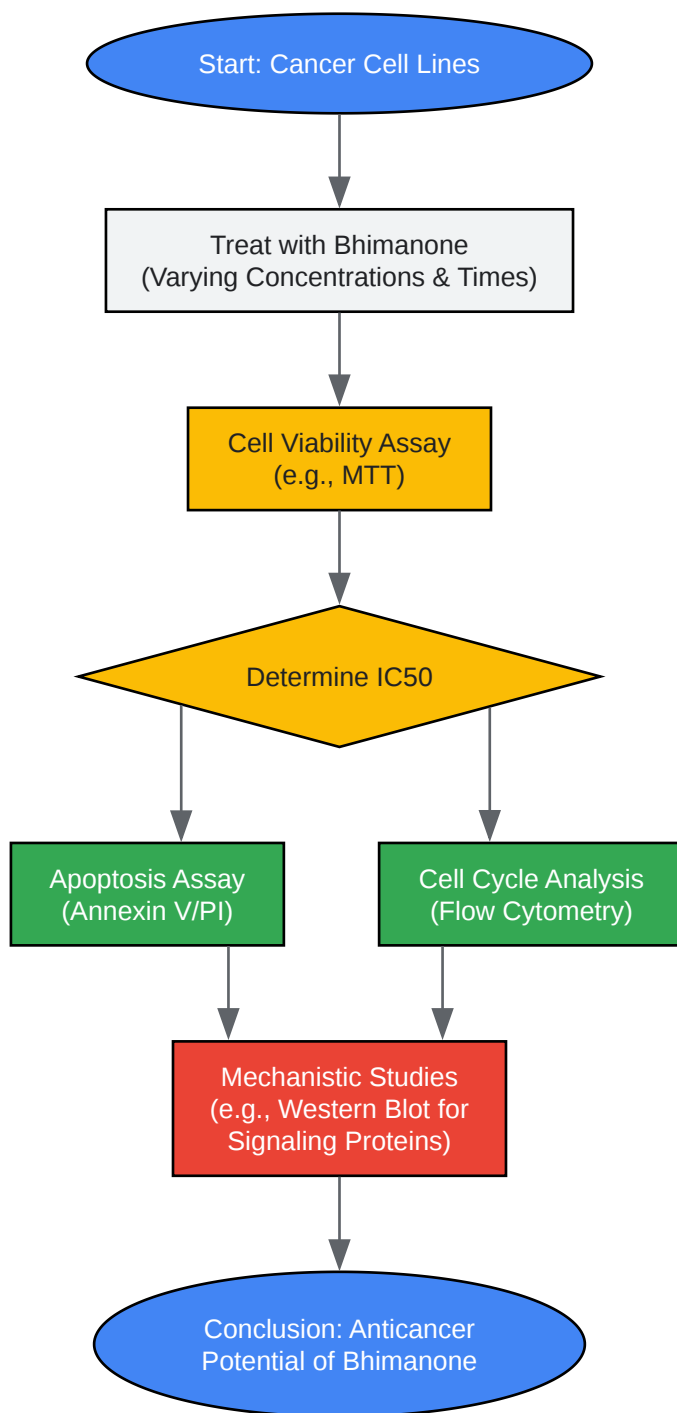 Start: Cancer Cell Lines
Treat with Bhimanone
(Varying Concentrations & Times)
Cell Viability Assay
(e.g., MTT)
Determine IC50
Apoptosis Assay
(Annexin V/PI)
Cell Cycle Analysis
(Flow Cytometry)
Mechanistic Studies
(e.g., Western Blot for
Signaling Proteins)
Conclusion: Anticancer
Potential of Bhimanone